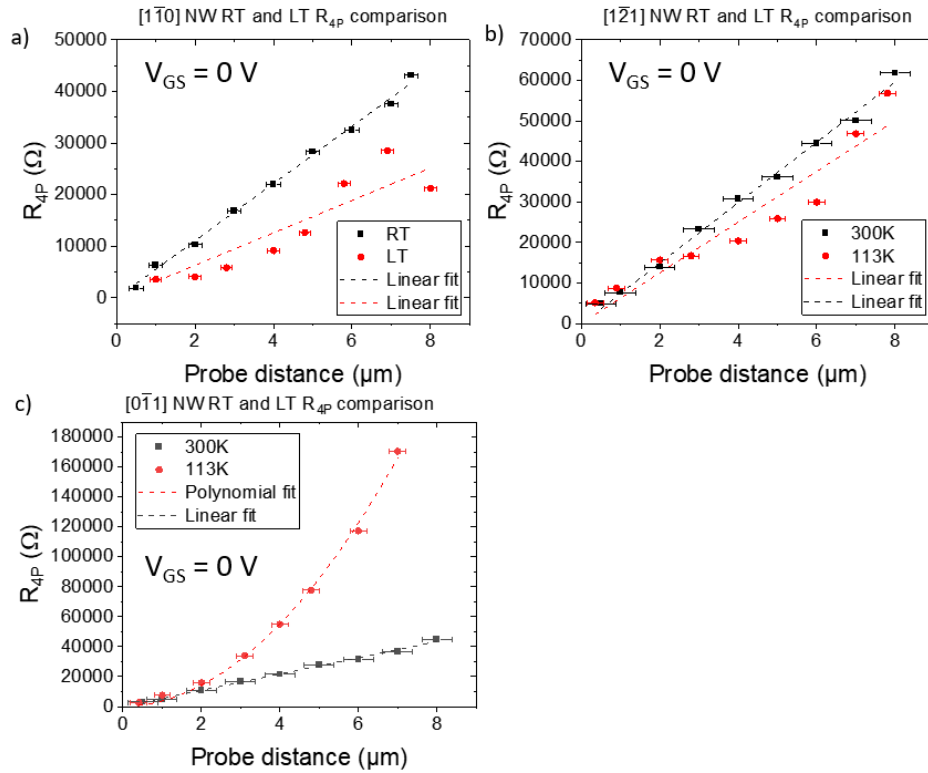 [11̅0] NW RT and LT R4P comparison
a)
VGS = 0 V
R4P (Ω)
50000
40000
30000
20000
10000
0
RT
LT
Linear fit
Linear fit
0 2 4 6 8
Probe distance (μm)
[12̅1] NW RT and LT R4P comparison
b)
VGS = 0 V
R4P (Ω)
70000
60000
50000
40000
30000
20000
10000
0
300K
113K
Linear fit
Linear fit
0 2 4 6 8
Probe distance (μm)
c)
[01̅1] NW RT and LT R4P comparison
180000
160000
140000
120000
100000
80000
60000
40000
20000
0
R4P (Ω)
300K
113K
Polynomial fit
Linear fit
VGS = 0 V
0 2 4 6 8
Probe distance (μm)